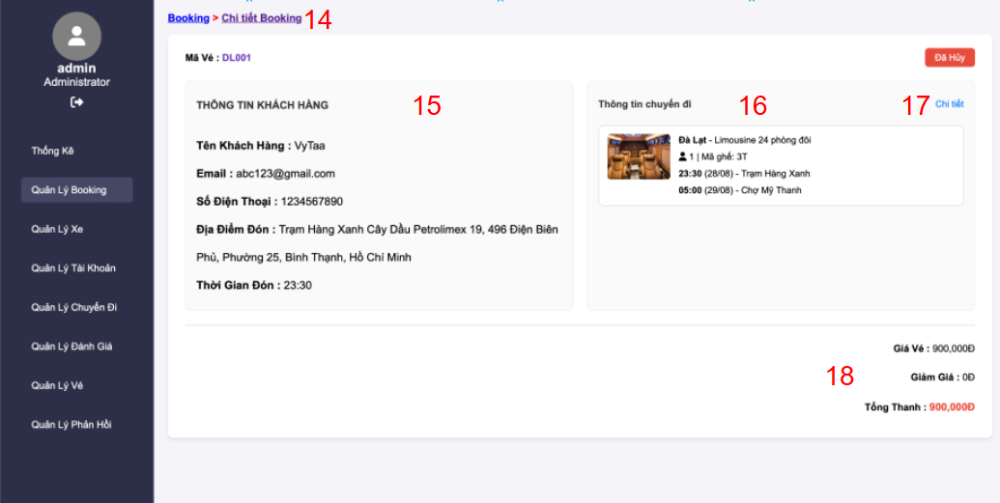 admin
Administrator
Thống Kê
Quản Lý Booking
Quản Lý Xe
Quản Lý Tài Khoản
Quản Lý Chuyến Đi
Quản Lý Đánh Giá
Quản Lý Vé
Quản Lý Phản Hồi
Booking > Chi tiết Booking 14
Mã Vé : DL001
Đã Hủy
THÔNG TIN KHÁCH HÀNG 15
Tên Khách Hàng : VyTaa
Email : abc123@gmail.com
Số Điện Thoại : 1234567890
Địa Điểm Đón : Trạm Hàng Xanh Cây Dầu Petrolimex 19, 496 Điện Biên
Phủ, Phường 25, Bình Thạnh, Hồ Chí Minh
Thời Gian Đón : 23:30
Thông tin chuyến đi 16
17 Chi tiết
Đà Lạt - Limousine 24 phòng đôi
1 | Mã ghế: 3T
23:30 (28/08) - Trạm Hàng Xanh
05:00 (29/08) - Chợ Mỹ Thanh
Giá Vé : 900,000Đ
18 Giảm Giá : 0Đ
Tổng Thanh : 900,000Đ